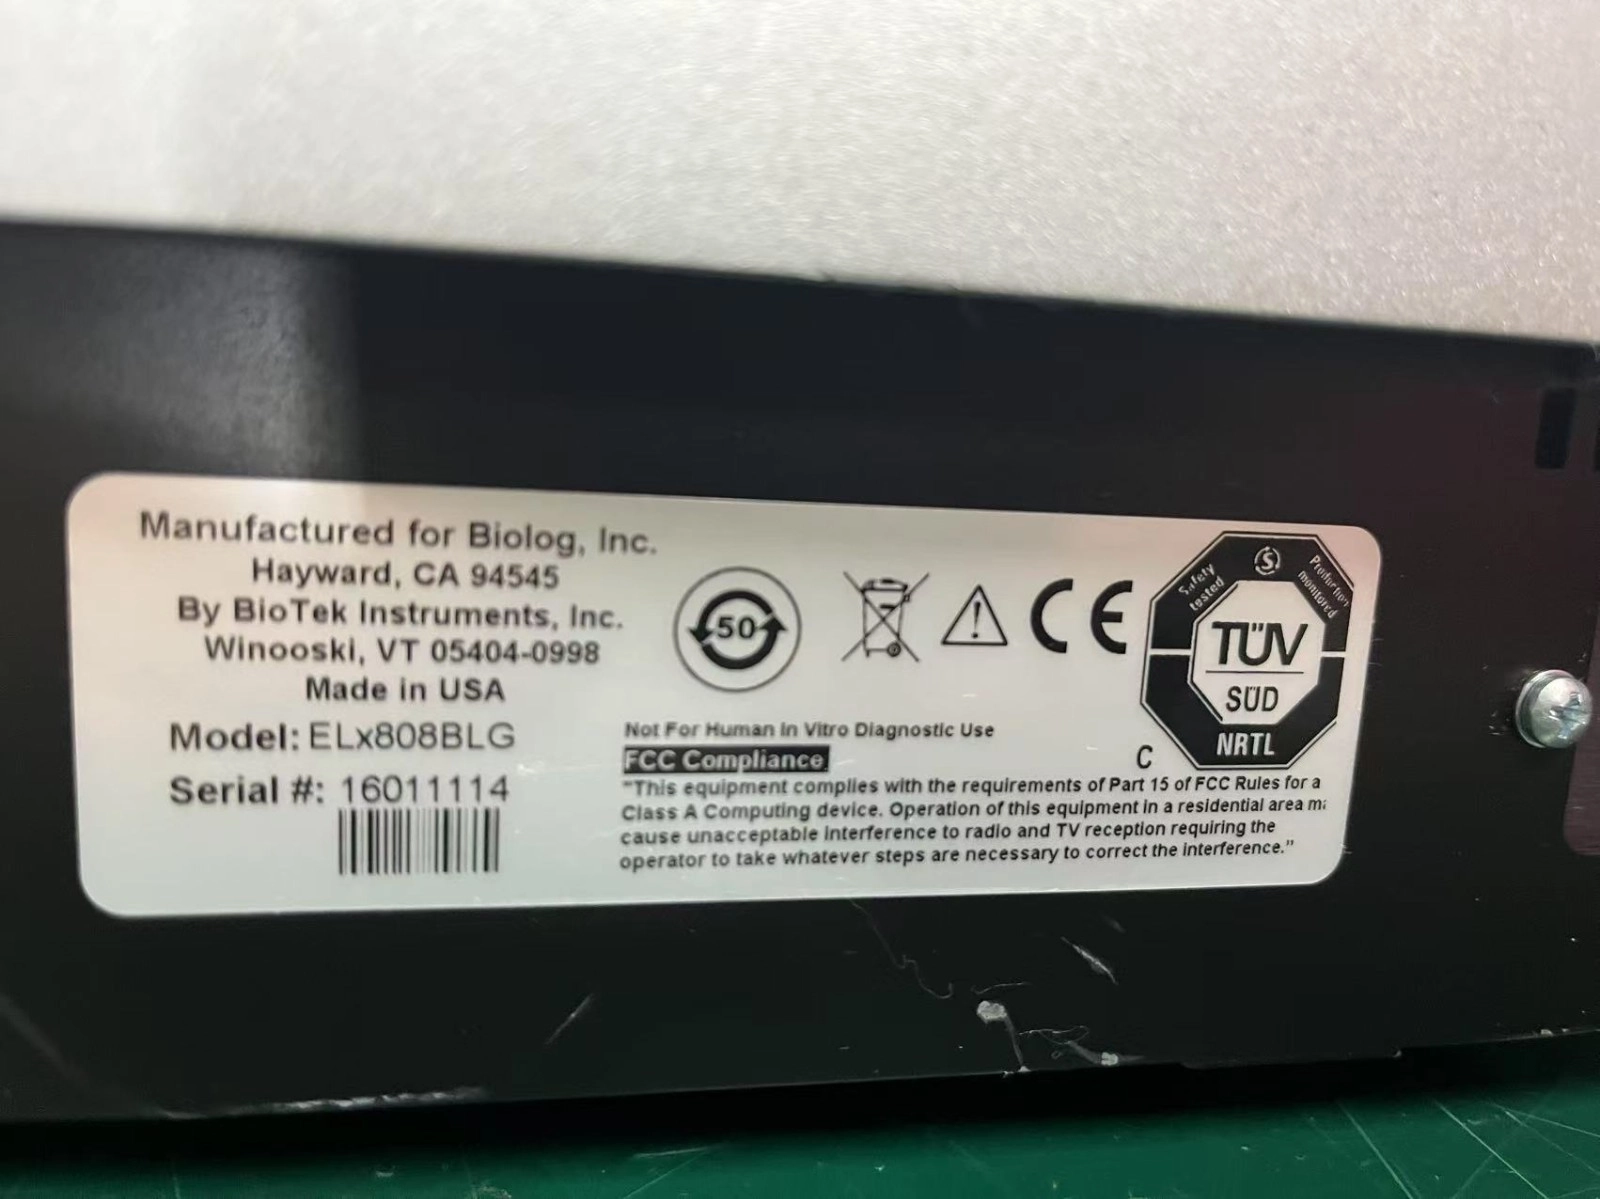 Manufactured for Biolog, Inc.
Hayward, CA 94545
By BioTek Instruments, Inc.
Winooski, VT 05404-0998
Made in USA
Model: ELx808BLG
Serial #: 16011114
50
CE
Safety tested
S
Production monitored
TÜV
SÜD
C
NRTL
Not For Human In Vitro Diagnostic Use
FCC Compliance
"This equipment complies with the requirements of Part 15 of FCC Rules for a
Class A Computing device. Operation of this equipment in a residential area
cause unacceptable interference to radio and TV reception requiring the
operator to take whatever steps are necessary to correct the interference."